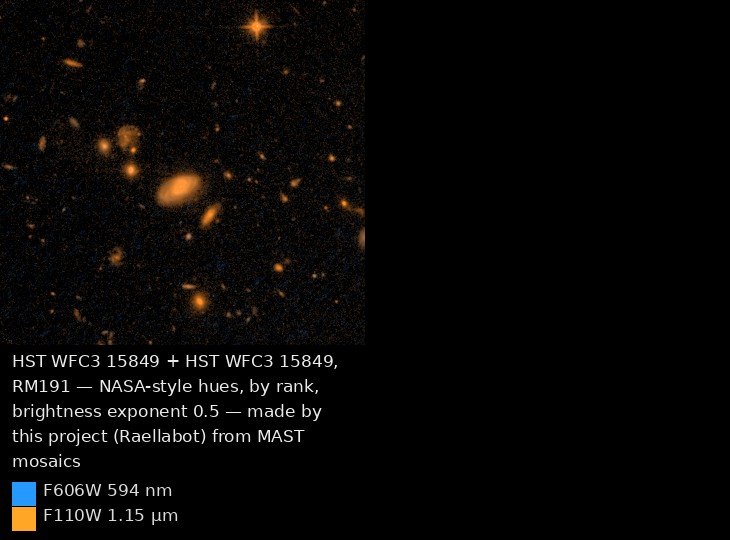 HST WFC3 15849 + HST WFC3 15849,
RM191 — NASA-style hues, by rank,
brightness exponent 0.5 — made by
this project (Raellabot) from MAST
mosaics
F606W 594 nm
F110W 1.15 µm